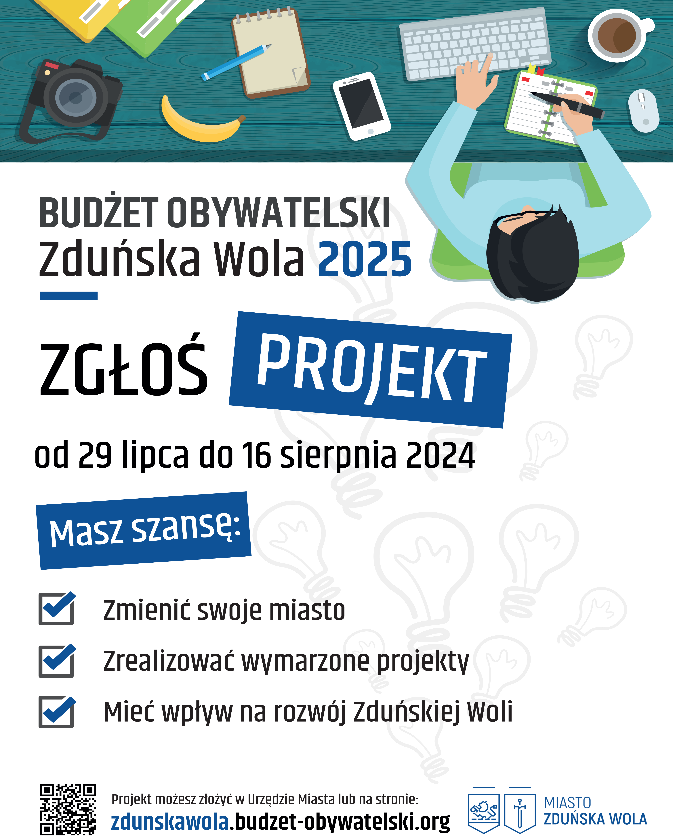 BUDŻET OBYWATELSKI
Zduńska Wola 2025
ZGŁOŚ PROJEKT
od 29 lipca do 16 sierpnia 2024
Masz szansę:
Zmienić swoje miasto
Zrealizować wymarzone projekty
Mieć wpływ na rozwój Zduńskiej Woli
Projekt możesz złożyć w Urzędzie Miasta lub na stronie:
zdunskawola.budzet-obywatelski.org
MIASTO
ZDUŃSKA WOLA